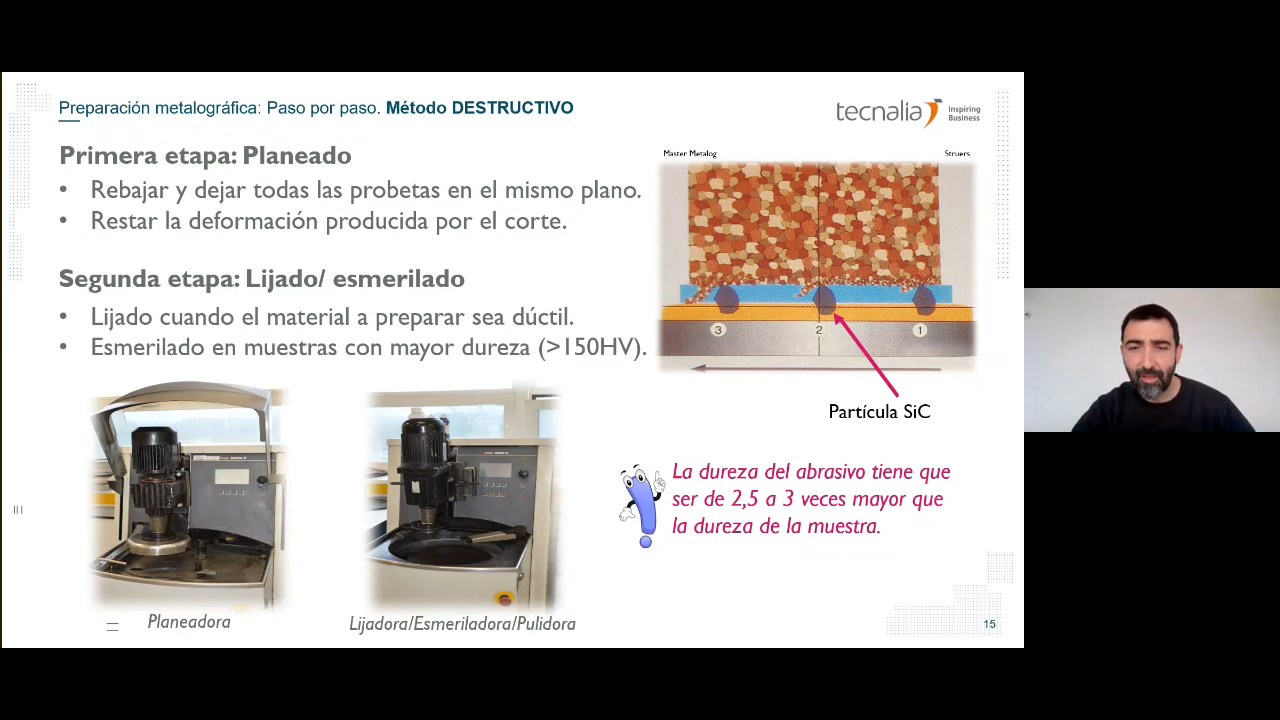 Preparación metalográfica: Paso por paso. Método DESTRUCTIVO
tecnalia Inspiring Business
Primera etapa: Planeado
• Rebajar y dejar todas las probetas en el mismo plano.
• Restar la deformación producida por el corte.
Segunda etapa: Lijado/ esmerilado
• Lijado cuando el material a preparar sea dúctil.
• Esmerilado en muestras con mayor dureza (>150HV).
Master Metalog Struers
3 2 1
Partícula SiC
La dureza del abrasivo tiene que
ser de 2,5 a 3 veces mayor que
la dureza de la muestra.
Planeadora
Lijadora/Esmeriladora/Pulidora
15